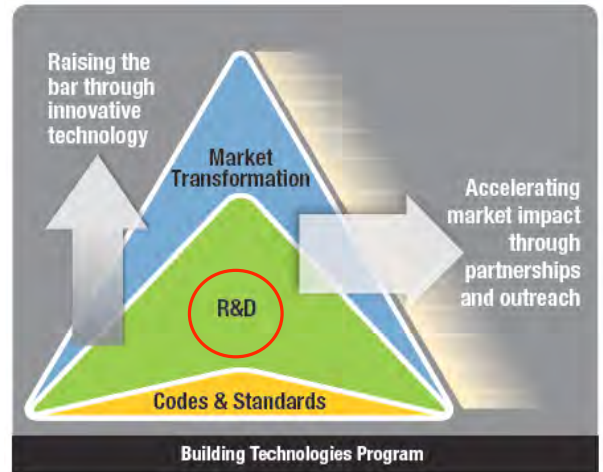 Raising the
bar through
innovative
technology
Market
Transformation
Accelerating
market impact
through
partnerships
and outreach
R&D
Codes & Standards
Building Technologies Program